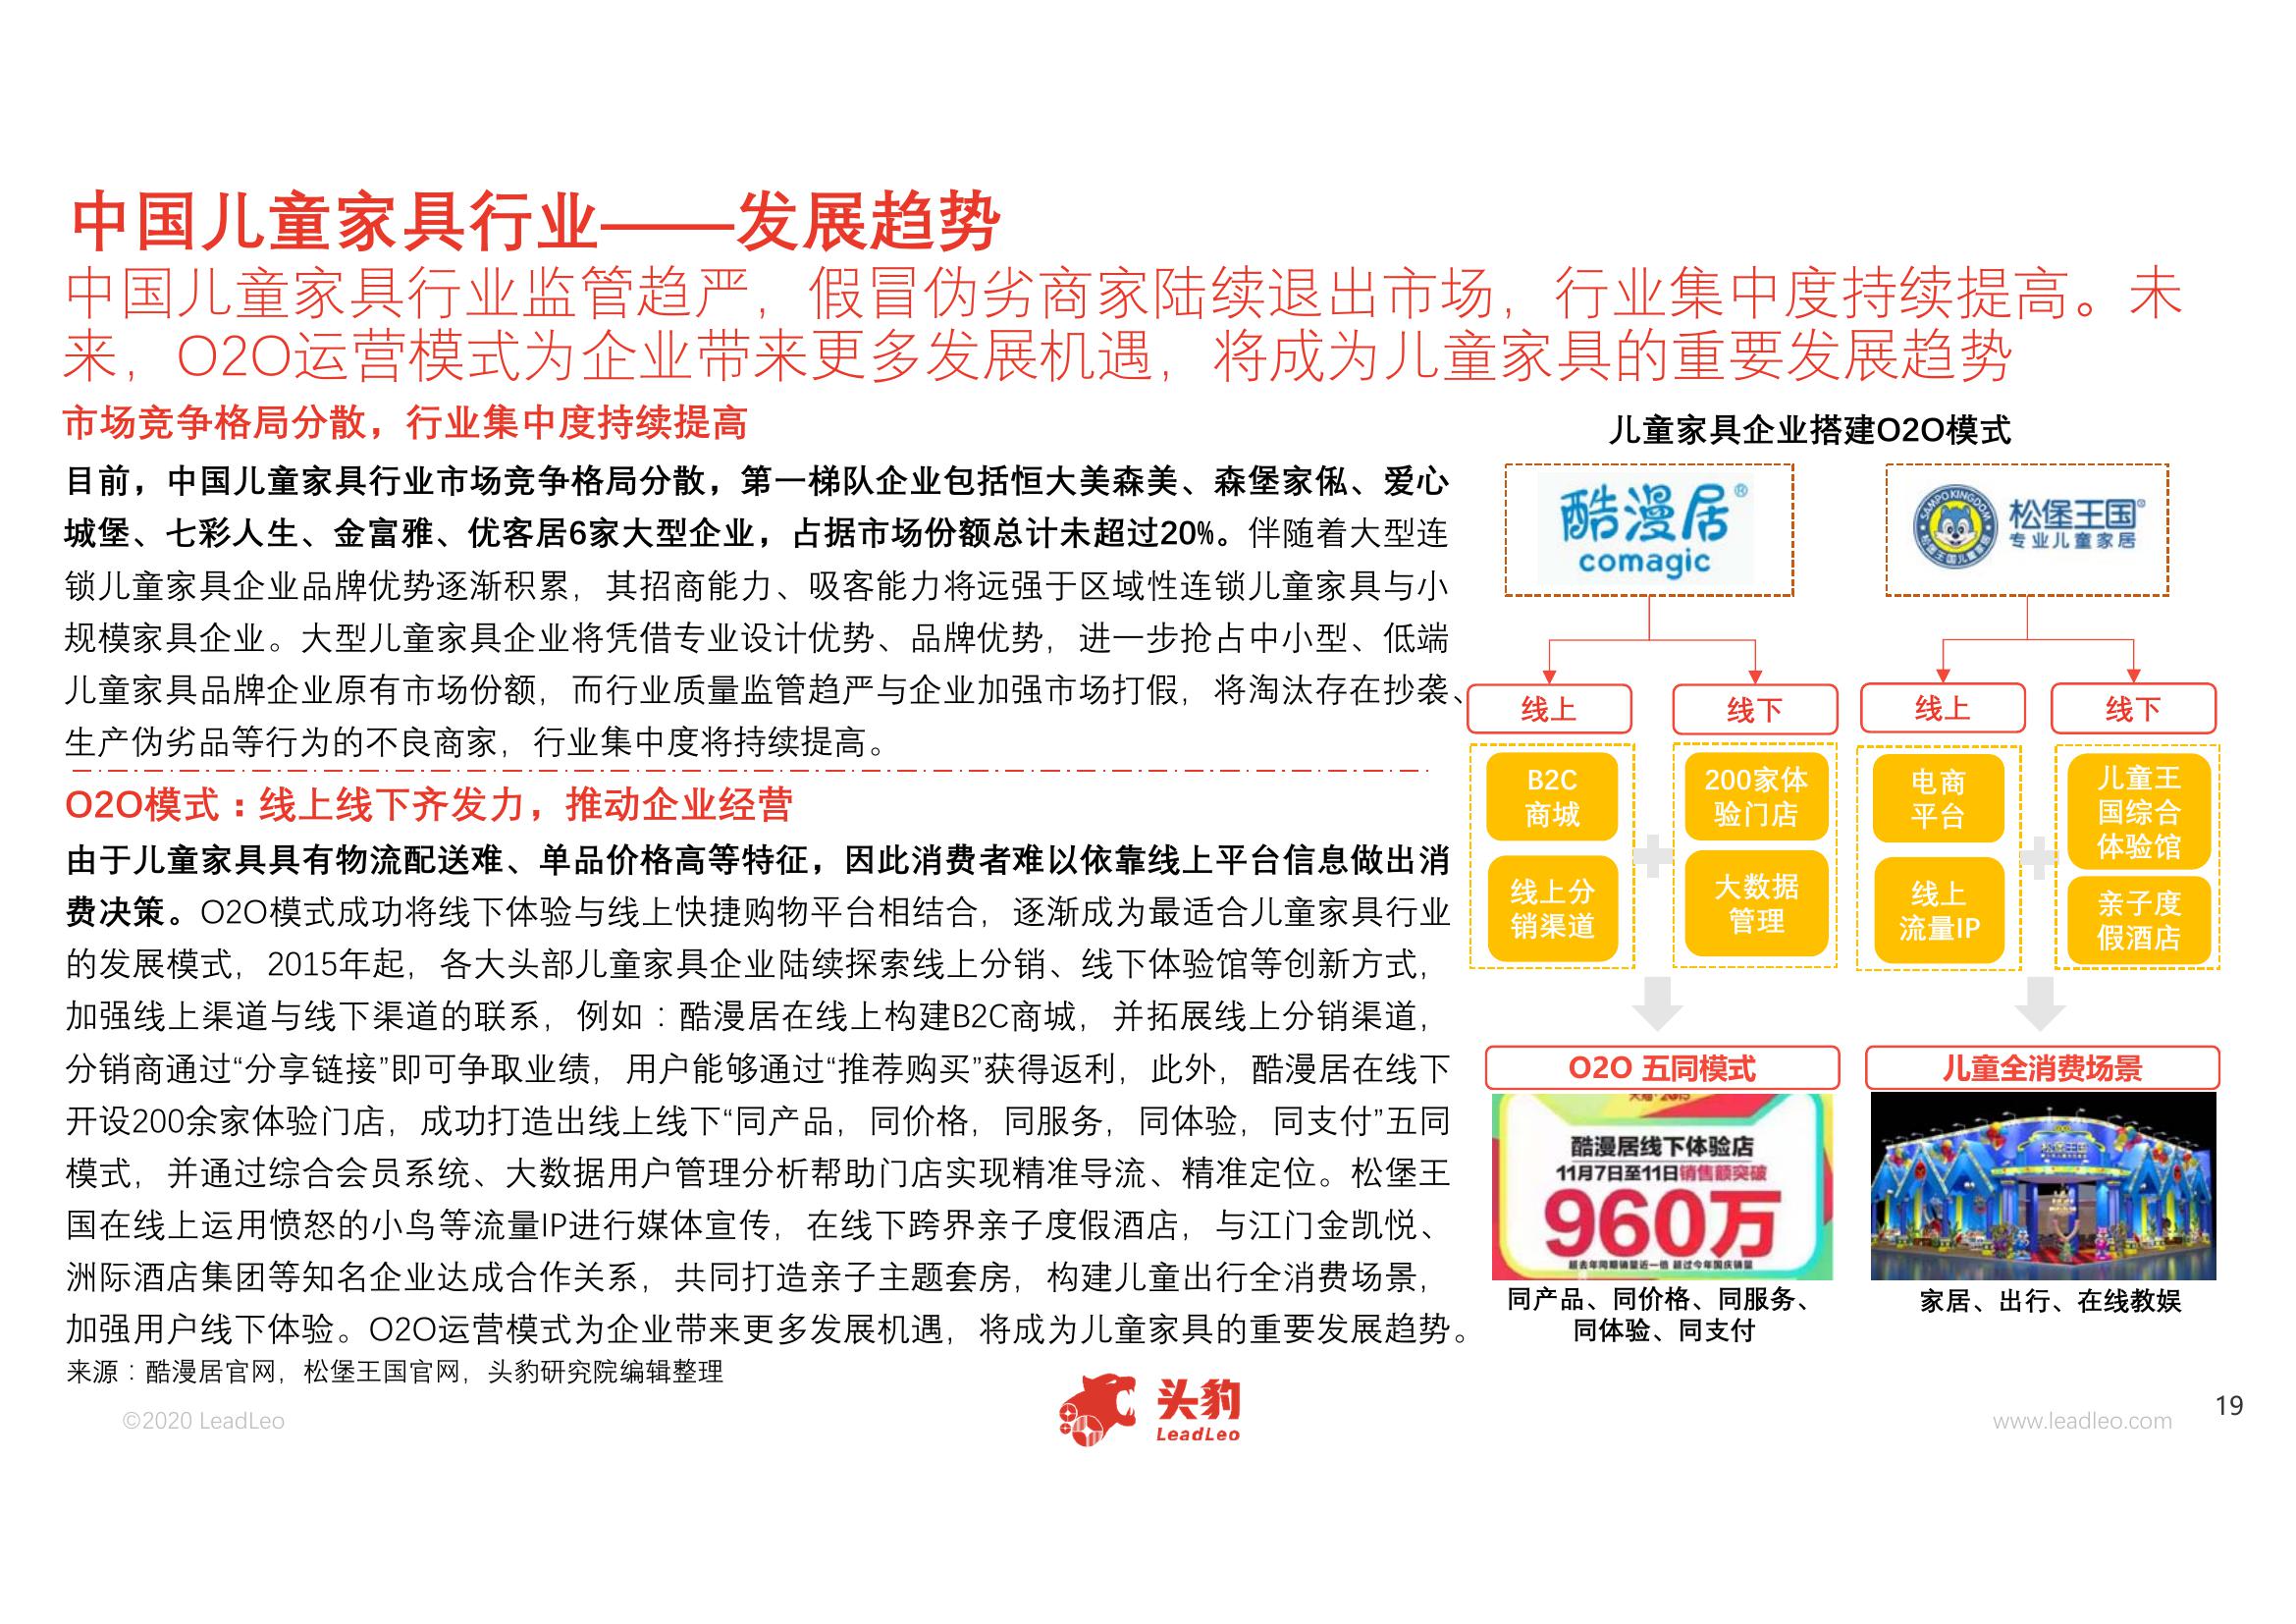 中国儿童家具行业——发展趋势
中国儿童家具行业监管趋严，假冒伪劣商家陆续退出市场，行业集中度持续提高。未
来，O2O运营模式为企业带来更多发展机遇，将成为儿童家具的重要发展趋势
市场竞争格局分散，行业集中度持续提高
目前，中国儿童家具行业市场竞争格局分散，第一梯队企业包括恒大美森美、森堡家俬、爱心
城堡、七彩人生、金富雅、优客居6家大型企业，占据市场份额总计未超过20%。伴随着大型连
锁儿童家具企业品牌优势逐渐积累，其招商能力、吸客能力将远强于区域性连锁儿童家具与小
规模家具企业。大型儿童家具企业将凭借专业设计优势、品牌优势，进一步抢占中小型、低端
儿童家具品牌企业原有市场份额，而行业质量监管趋严与企业加强市场打假，将淘汰存在抄袭、
生产伪劣品等行为的不良商家，行业集中度将持续提高。
O2O模式：线上线下齐发力，推动企业经营
由于儿童家具具有物流配送难、单品价格高等特征，因此消费者难以依靠线上平台信息做出消
费决策。O2O模式成功将线下体验与线上快捷购物平台相结合，逐渐成为最适合儿童家具行业
的发展模式，2015年起，各大头部儿童家具企业陆续探索线上分销、线下体验馆等创新方式，
加强线上渠道与线下渠道的联系，例如：酷漫居在线上构建B2C商城，并拓展线上分销渠道，
分销商通过“分享链接”即可争取业绩，用户能够通过“推荐购买”获得返利，此外，酷漫居在线下
开设200余家体验门店，成功打造出线上线下“同产品，同价格，同服务，同体验，同支付”五同
模式，并通过综合会员系统、大数据用户管理分析帮助门店实现精准导流、精准定位。松堡王
国在线上运用愤怒的小鸟等流量IP进行媒体宣传，在线下跨界亲子度假酒店，与江门金凯悦、
洲际酒店集团等知名企业达成合作关系，共同打造亲子主题套房，构建儿童出行全消费场景，
加强用户线下体验。O2O运营模式为企业带来更多发展机遇，将成为儿童家具的重要发展趋势。
来源：酷漫居官网，松堡王国官网，头豹研究院编辑整理
儿童家具企业搭建O2O模式
酷漫居®
comagic
SAMPO KINGDOM
松堡王国®
专业儿童家居
线上
线下
线上
线下
B2C
商城
线上分
销渠道
200家体
验门店
大数据
管理
电商
平台
线上
流量IP
儿童王
国综合
体验馆
亲子度
假酒店
O2O 五同模式
儿童全消费场景
酷漫居线下体验店
11月7日至11日销售额突破
960万
超去年同期销量近一倍 超过今年国庆销量
松堡王国
同产品、同价格、同服务、
同体验、同支付
家居、出行、在线教娱
©2020 LeadLeo
头豹
LeadLeo
www.leadleo.com
19